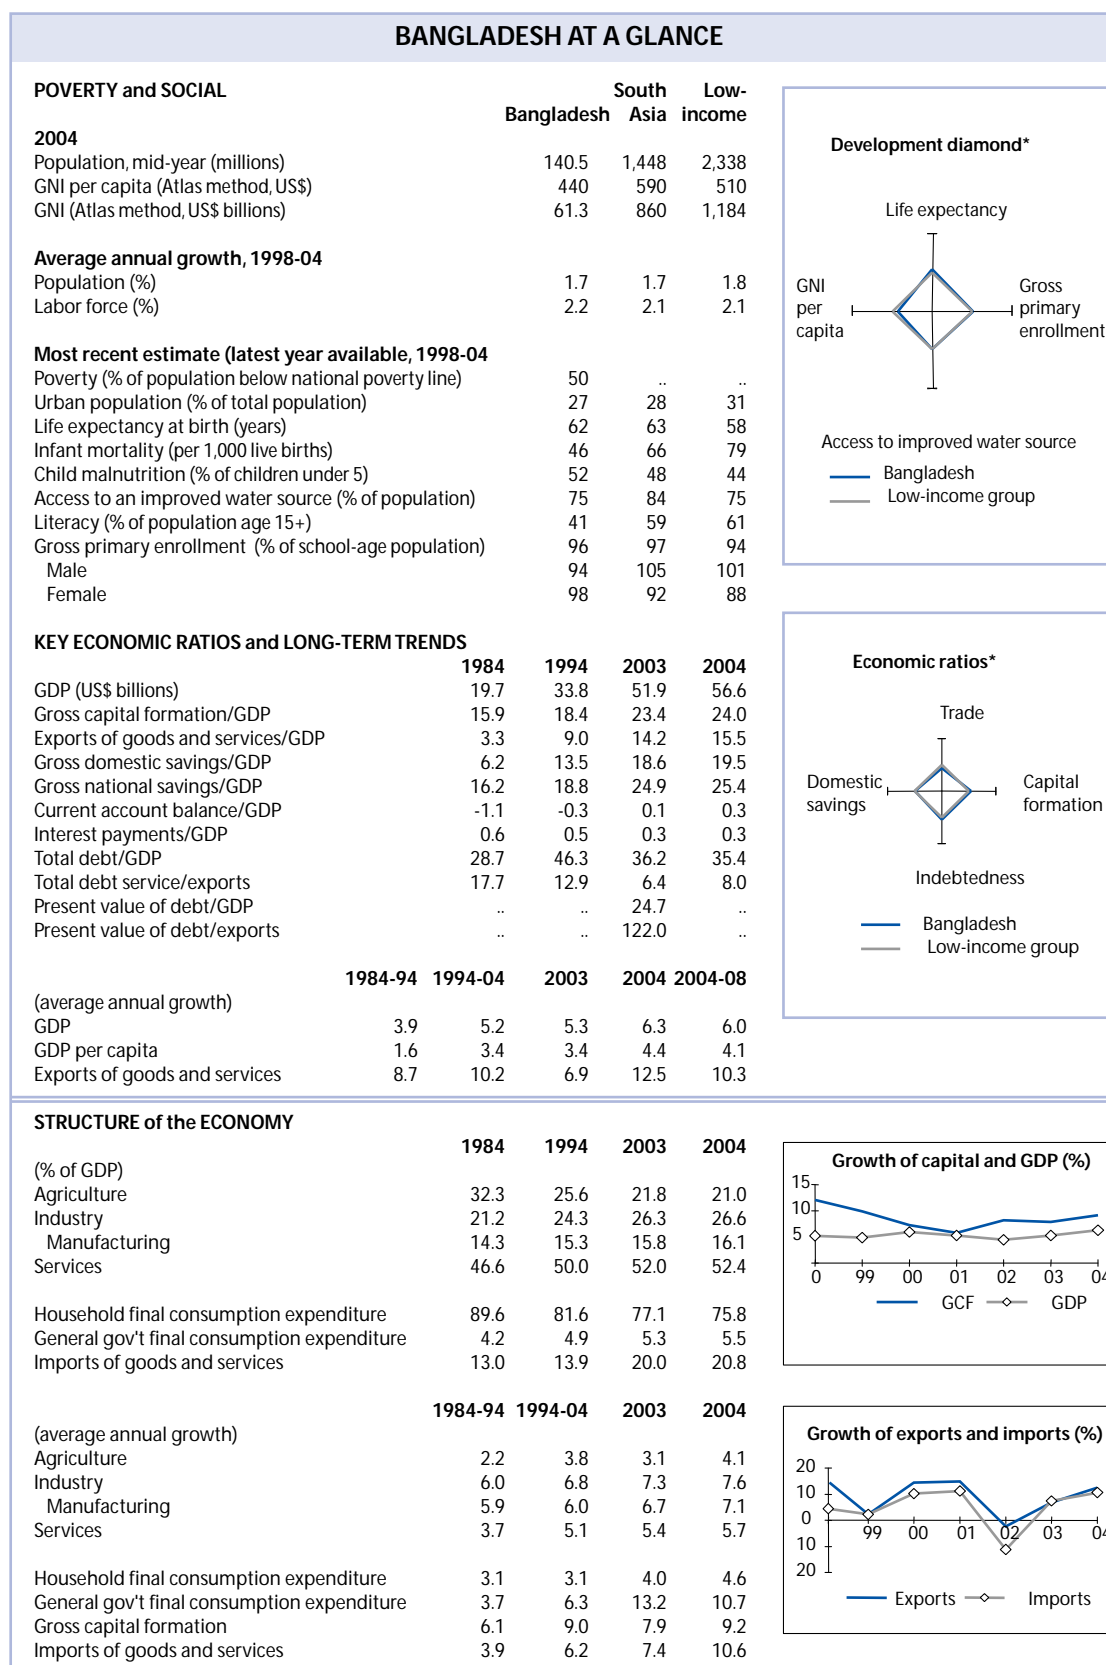 BANGLADESH AT A GLANCE
POVERTY and SOCIAL South Low-
Bangladesh Asia income
2004
Population, mid-year (millions) 140.5 1,448 2,338
GNI per capita (Atlas method, US$) 440 590 510
GNI (Atlas method, US$ billions) 61.3 860 1,184
Average annual growth, 1998-04
Population (%) 1.7 1.7 1.8
Labor force (%) 2.2 2.1 2.1
Most recent estimate (latest year available, 1998-04
Poverty (% of population below national poverty line) 50 .. ..
Urban population (% of total population) 27 28 31
Life expectancy at birth (years) 62 63 58
Infant mortality (per 1,000 live births) 46 66 79
Child malnutrition (% of children under 5) 52 48 44
Access to an improved water source (% of population) 75 84 75
Literacy (% of population age 15+) 41 59 61
Gross primary enrollment (% of school-age population) 96 97 94
Male 94 105 101
Female 98 92 88
KEY ECONOMIC RATIOS and LONG-TERM TRENDS
1984 1994 2003 2004
GDP (US$ billions) 19.7 33.8 51.9 56.6
Gross capital formation/GDP 15.9 18.4 23.4 24.0
Exports of goods and services/GDP 3.3 9.0 14.2 15.5
Gross domestic savings/GDP 6.2 13.5 18.6 19.5
Gross national savings/GDP 16.2 18.8 24.9 25.4
Current account balance/GDP -1.1 -0.3 0.1 0.3
Interest payments/GDP 0.6 0.5 0.3 0.3
Total debt/GDP 28.7 46.3 36.2 35.4
Total debt service/exports 17.7 12.9 6.4 8.0
Present value of debt/GDP .. .. 24.7 ..
Present value of debt/exports .. .. 122.0 ..
1984-94 1994-04 2003 2004 2004-08
(average annual growth)
GDP 3.9 5.2 5.3 6.3 6.0
GDP per capita 1.6 3.4 3.4 4.4 4.1
Exports of goods and services 8.7 10.2 6.9 12.5 10.3
Development diamond*
Life expectancy
GNI
per
capita
Gross
primary
enrollment
Access to improved water source
Bangladesh
Low-income group
Economic ratios*
Trade
Domestic
savings
Capital
formation
Indebtedness
Bangladesh
Low-income group
STRUCTURE of the ECONOMY
1984 1994 2003 2004
(% of GDP)
Agriculture 32.3 25.6 21.8 21.0
Industry 21.2 24.3 26.3 26.6
Manufacturing 14.3 15.3 15.8 16.1
Services 46.6 50.0 52.0 52.4
Household final consumption expenditure 89.6 81.6 77.1 75.8
General gov't final consumption expenditure 4.2 4.9 5.3 5.5
Imports of goods and services 13.0 13.9 20.0 20.8
1984-94 1994-04 2003 2004
(average annual growth)
Agriculture 2.2 3.8 3.1 4.1
Industry 6.0 6.8 7.3 7.6
Manufacturing 5.9 6.0 6.7 7.1
Services 3.7 5.1 5.4 5.7
Household final consumption expenditure 3.1 3.1 4.0 4.6
General gov't final consumption expenditure 3.7 6.3 13.2 10.7
Gross capital formation 6.1 9.0 7.9 9.2
Imports of goods and services 3.9 6.2 7.4 10.6
Growth of capital and GDP (%)
15
10
5
0 99 00 01 02 03 04
GCF GDP
Growth of exports and imports (%)
20
10
0
99 00 01 02 03 04
10
20
Exports Imports